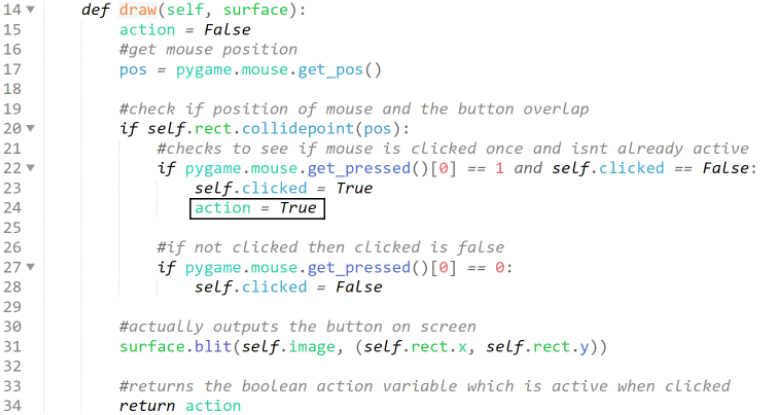 14 def draw(self, surface):
15 action = False
16 #get mouse position
17 pos = pygame.mouse.get_pos()
18
19 #check if position of mouse and the button overlap
20 if self.rect.collidepoint(pos):
21 #checks to see if mouse is clicked once and isnt already active
22 if pygame.mouse.get_pressed()[0] == 1 and self.clicked == False:
23 self.clicked = True
24 action = True
25
26 #if not clicked then clicked is false
27 if pygame.mouse.get_pressed()[0] == 0:
28 self.clicked = False
29
30 #actually outputs the button on screen
31 surface.blit(self.image, (self.rect.x, self.rect.y))
32
33 #returns the boolean action variable which is active when clicked
34 return action